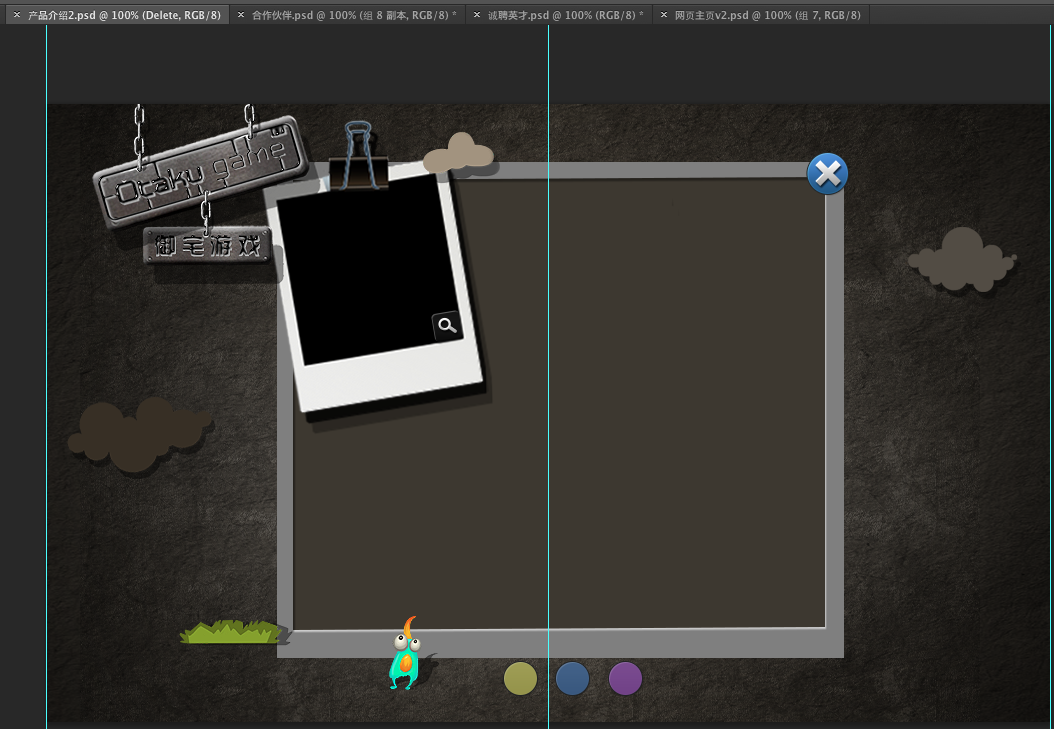 产品介绍2.psd @ 100% (Delete, RGB/8)
合作伙伴.psd @ 100% (组 8 副本, RGB/8) *
诚聘英才.psd @ 100% (RGB/8) *
网页主页v2.psd @ 100% (组 7, RGB/8)
Otaku game
御宅游戏